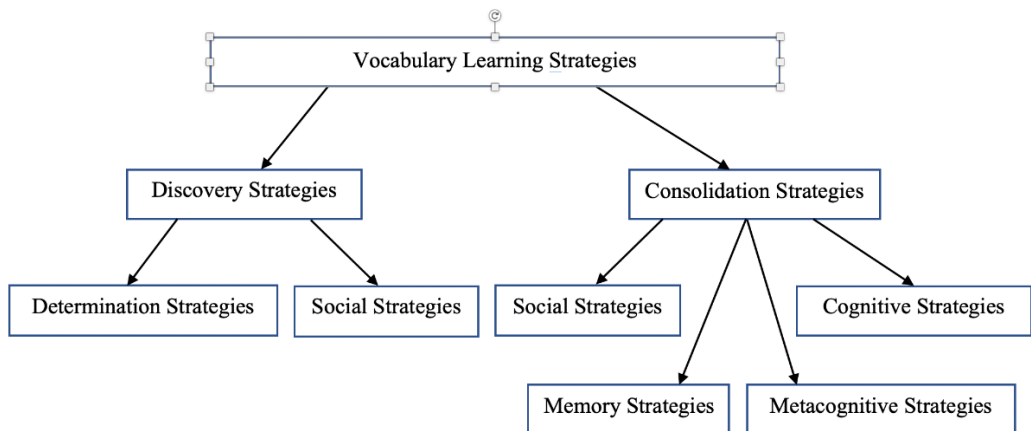 Vocabulary Learning Strategies
Discovery Strategies
Consolidation Strategies
Determination Strategies
Social Strategies
Social Strategies
Cognitive Strategies
Memory Strategies
Metacognitive Strategies